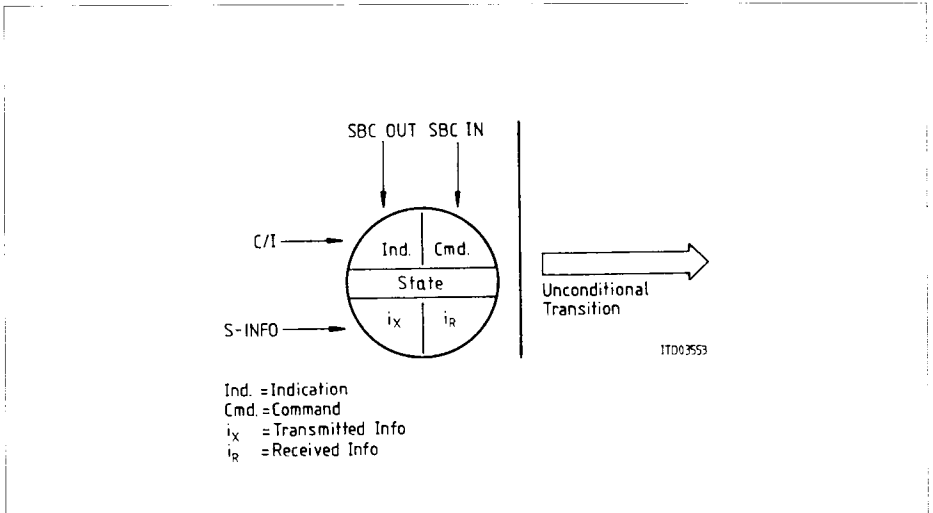 SBC OUT SBC IN
C/I
Ind. Cmd.
State
S-INFO
iX iR
Unconditional
Transition
ITD03553
Ind. = Indication
Cmd. = Command
iX = Transmitted Info
iR = Received Info